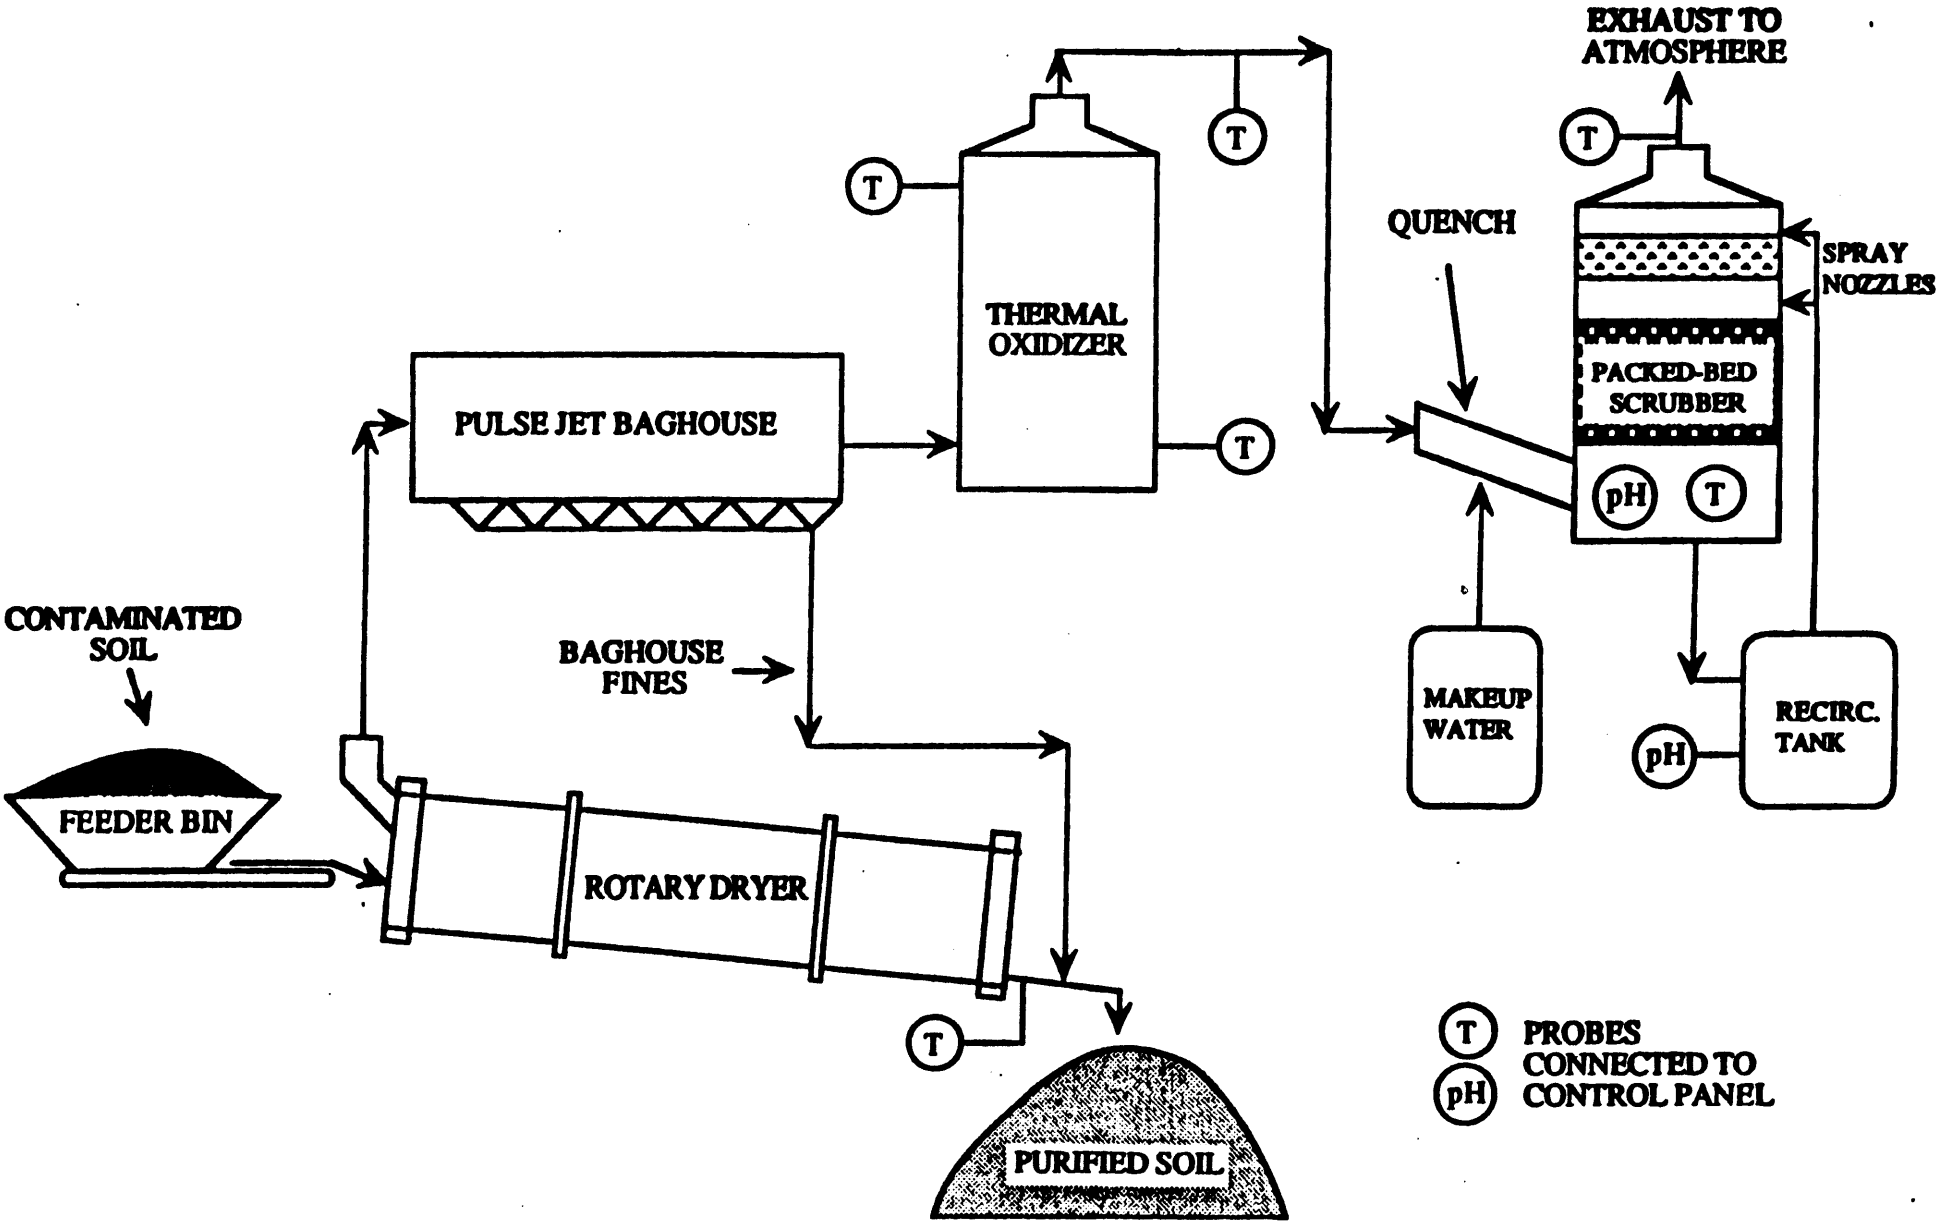 EXHAUST TO
ATMOSPHERE
T
T
T
QUENCH
SPRAY
NOZZLES
THERMAL
OXIDIZER
PACKED-BED
SCRUBBER
PULSE JET BAGHOUSE
T
pH
T
CONTAMINATED
SOIL
BAGHOUSE
FINES
MAKEUP
WATER
RECIRC.
TANK
pH
FEEDER BIN
ROTARY DRYER
T
T
PROBES
CONNECTED TO
pH
CONTROL PANEL
PURIFIED SOIL